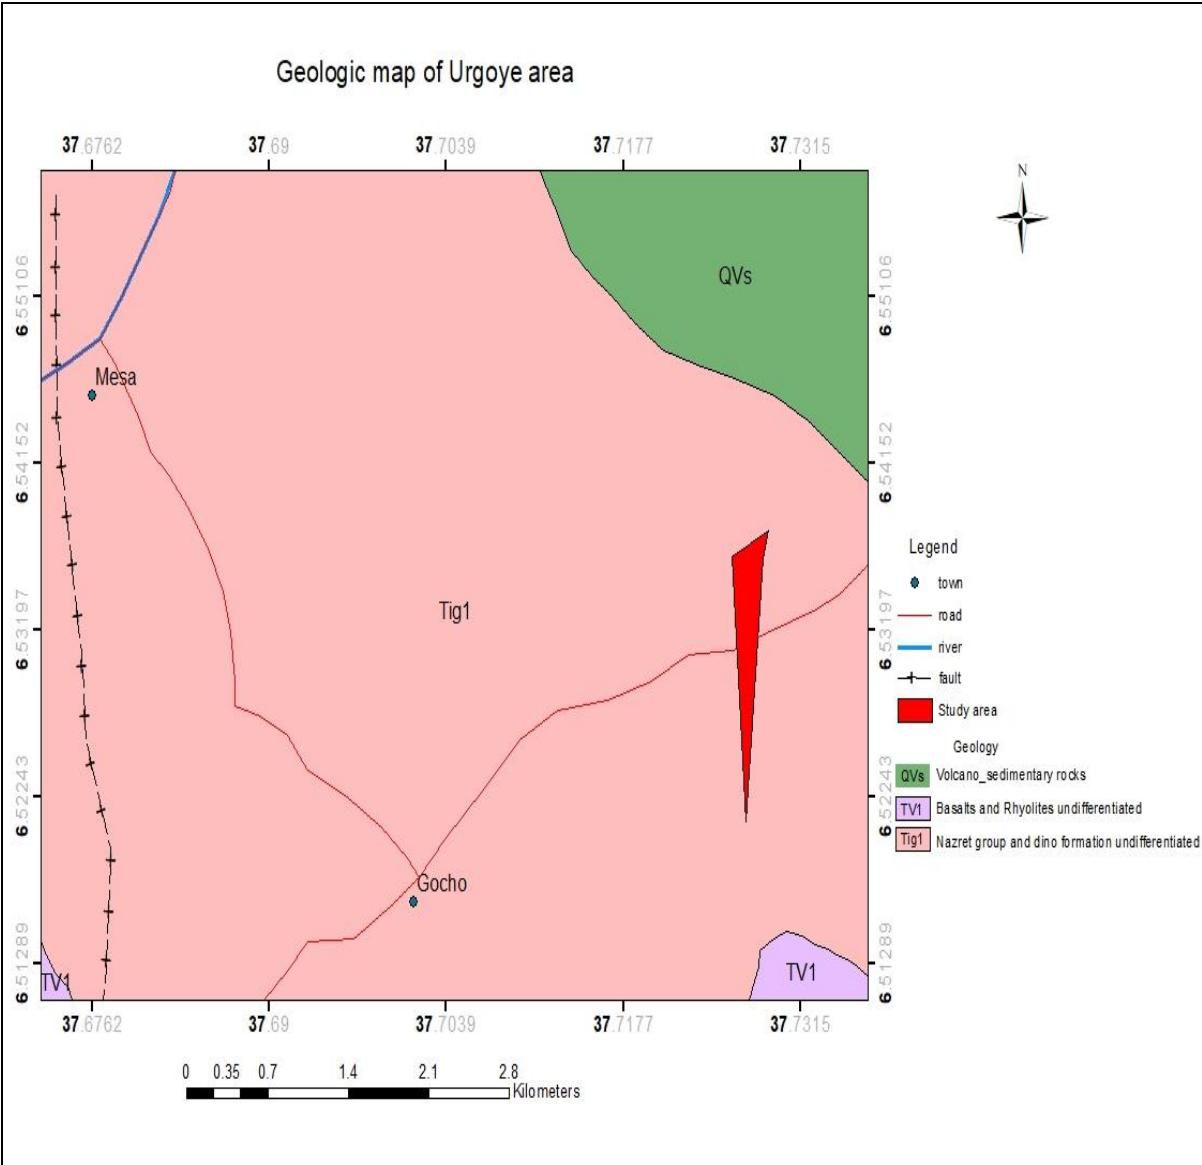 Geologic map of Urgoye area
37.6762 37.69 37.7039 37.7177 37.7315
N
QVs
6.55106 6.55106
Mesa
6.54152 6.54152
Legend
town
Tig1
road
6.53197 6.53197
river
fault
Study area
Geology
QVs Volcano_sedimentary rocks
6.52243 6.52243
TV1 Basalts and Rhyolites undifferentiated
Tig1 Nazret group and dino formation undifferentiated
Gocho
6.51289 6.51289
TV1 TV1
37.6762 37.69 37.7039 37.7177 37.7315
0 0.35 0.7 1.4 2.1 2.8
Kilometers